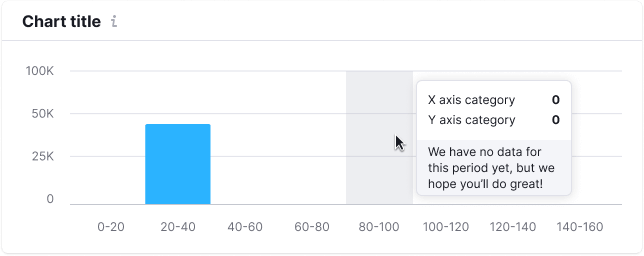 Chart title i
100K
50K
25K
0
X axis category 0
Y axis category 0
We have no data for
this period yet, but we
hope you'll do great!
0-20 20-40 40-60 60-80 80-100 100-120 120-140 140-160